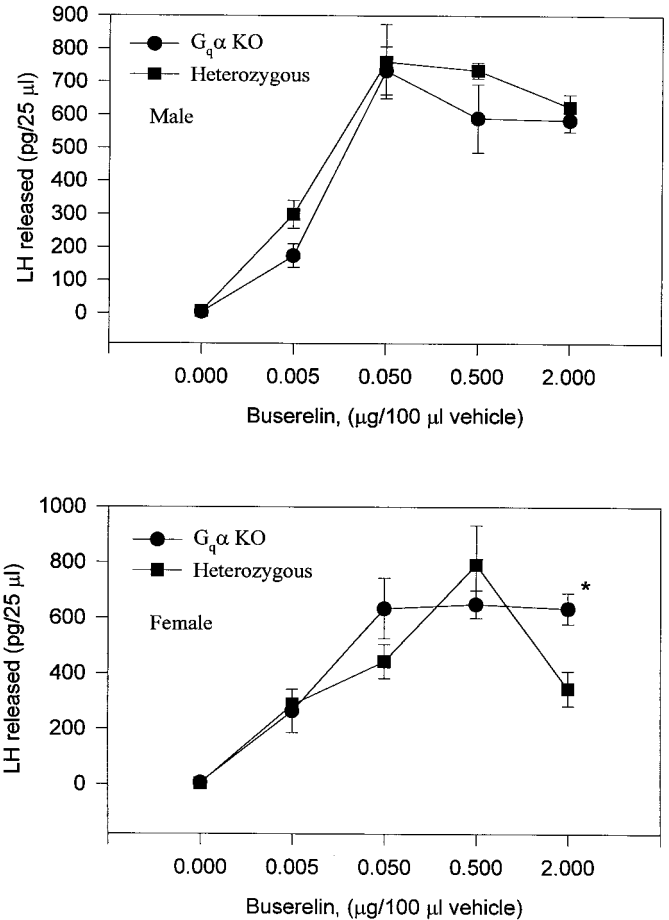 900
800
700
600
500
400
300
200
100
0
LH released (pg/25 µl)
Gqα KO
Heterozygous
Male
0.000 0.005 0.050 0.500 2.000
Buserelin, (µg/100 µl vehicle)
1000
800
600
400
200
0
LH released (pg/25 µl)
Gqα KO
Heterozygous
Female
*
0.000 0.005 0.050 0.500 2.000
Buserelin, (µg/100 µl vehicle)